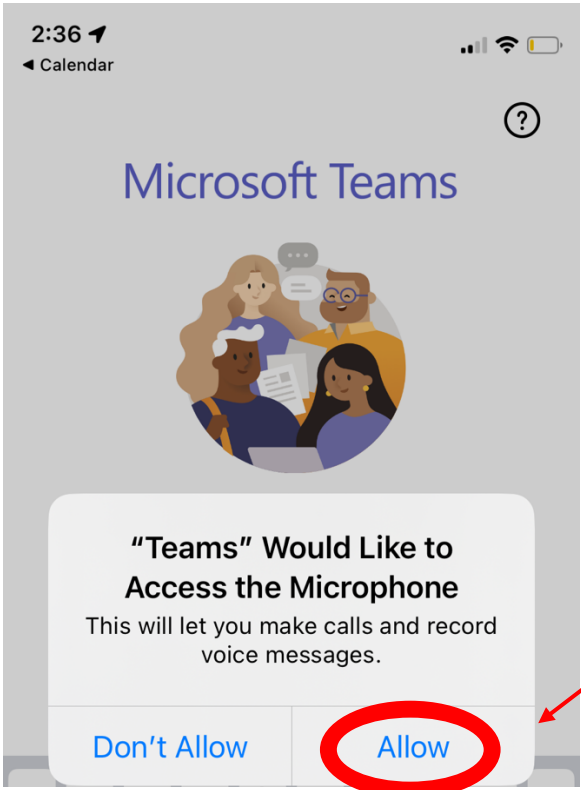 2:36
◀ Calendar
?
Microsoft Teams
“Teams” Would Like to
Access the Microphone
This will let you make calls and record
voice messages.
Don’t Allow
Allow